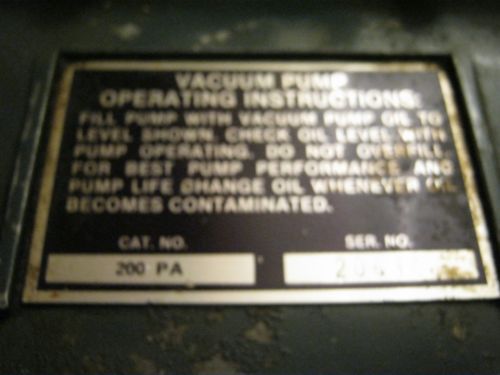 VACUUM PUMP
OPERATING INSTRUCTIONS:
FILL PUMP WITH VACUUM PUMP OIL TO
LEVEL SHOWN. CHECK OIL LEVEL WITH
PUMP OPERATING. DO NOT OVERFILL.
FOR BEST PUMP PERFORMANCE AND
PUMP LIFE CHANGE OIL WHENEVER OIL
BECOMES CONTAMINATED.
CAT. NO. SER. NO.
200 PA